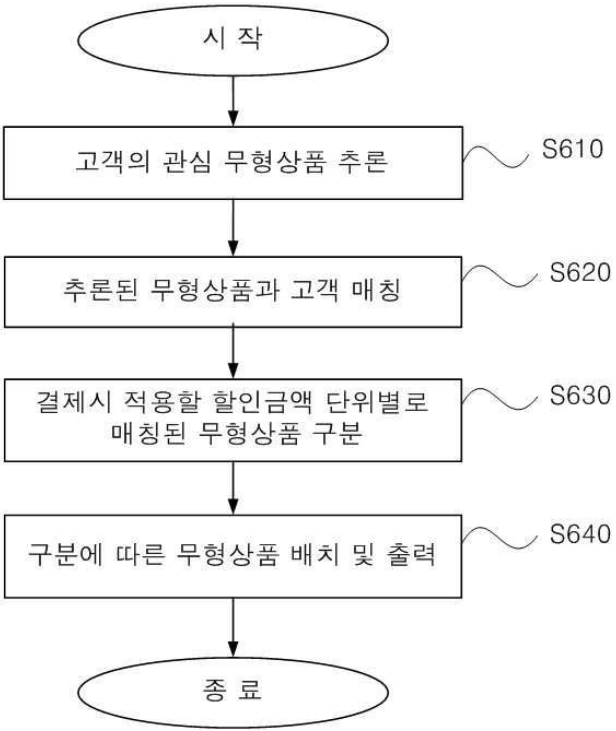 시 작
고객의 관심 무형상품 추론
S610
추론된 무형상품과 고객 매칭
S620
결제시 적용할 할인금액 단위별로
매칭된 무형상품 구분
S630
구분에 따른 무형상품 배치 및 출력
S640
종 료